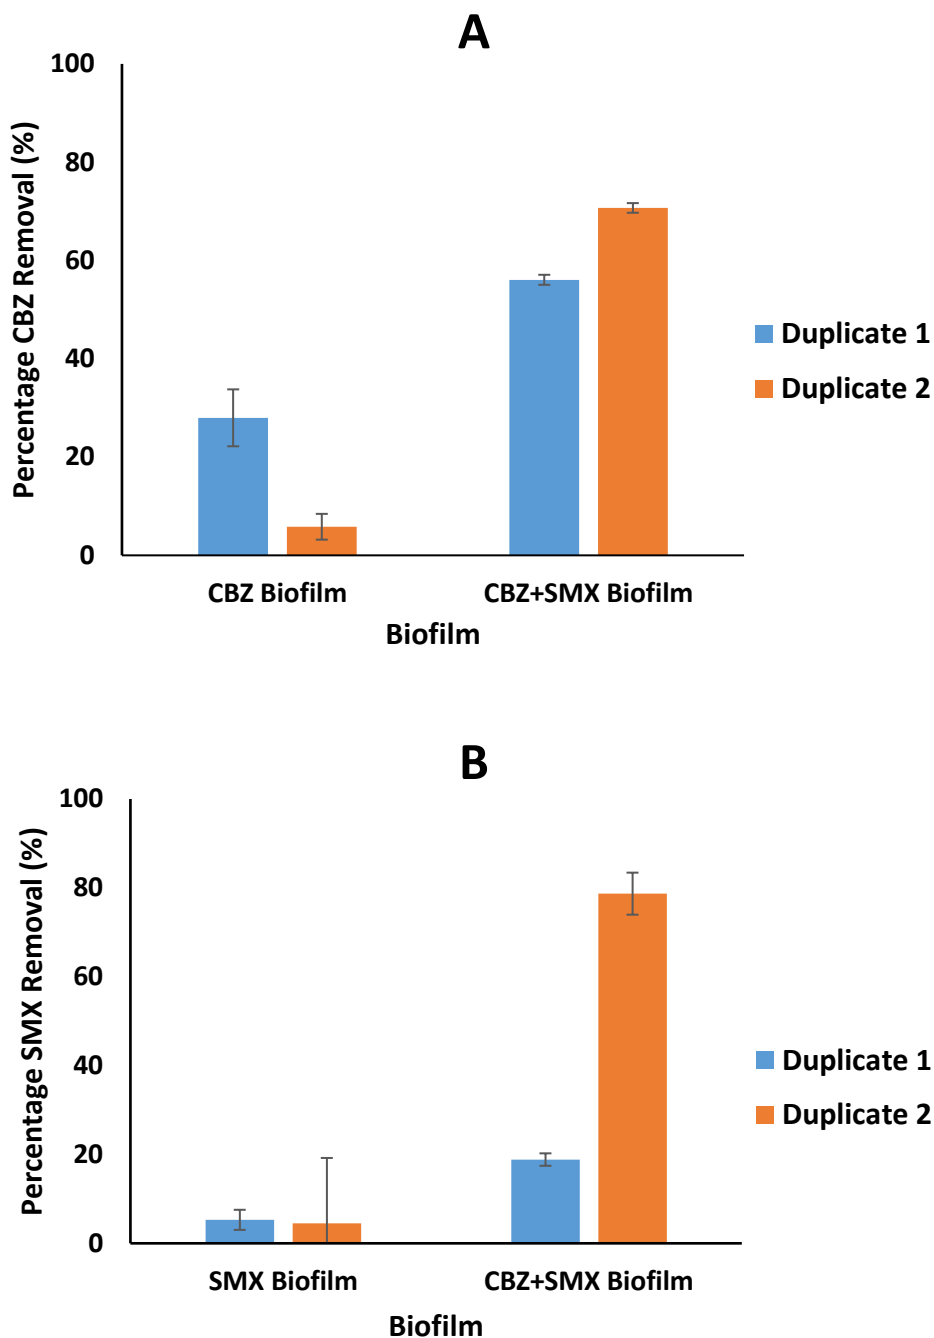 A
Percentage CBZ Removal (%)
100
80
60
40
20
0
CBZ Biofilm
CBZ+SMX Biofilm
Biofilm
Duplicate 1
Duplicate 2
B
Percentage SMX Removal (%)
100
80
60
40
20
0
SMX Biofilm
CBZ+SMX Biofilm
Biofilm
Duplicate 1
Duplicate 2